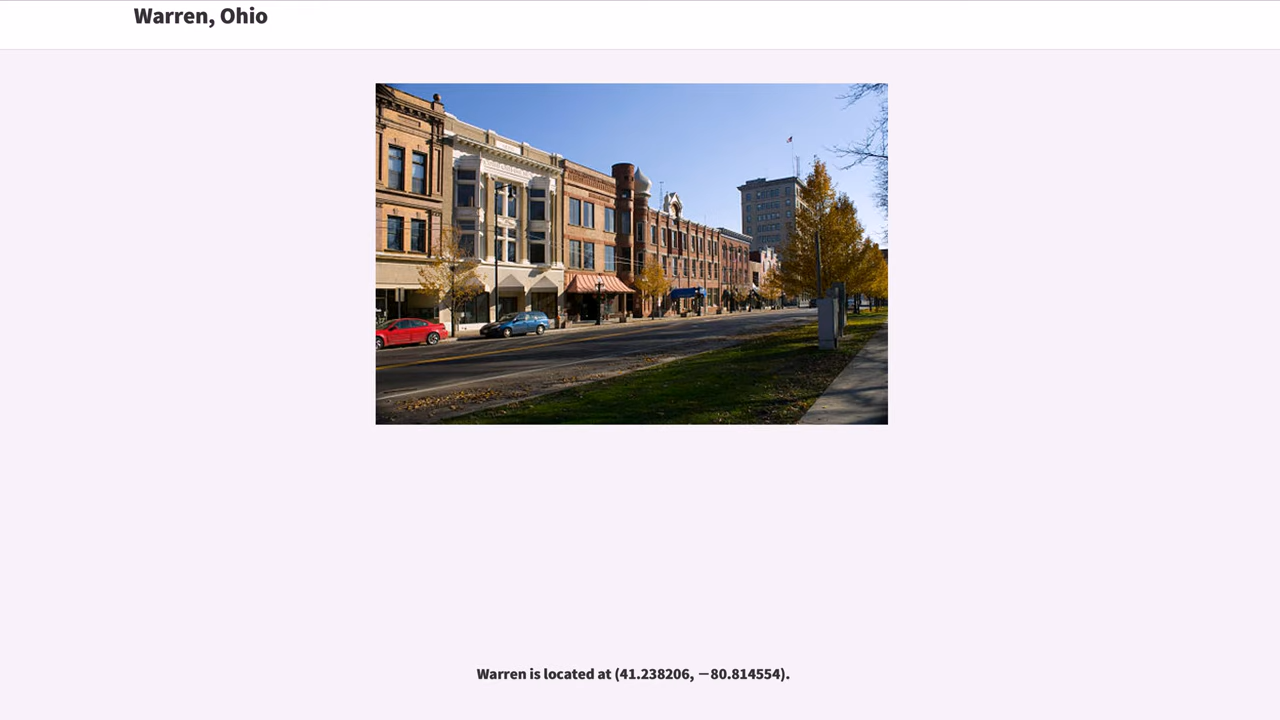 Warren, Ohio
Warren is located at (41.238206, −80.814554).